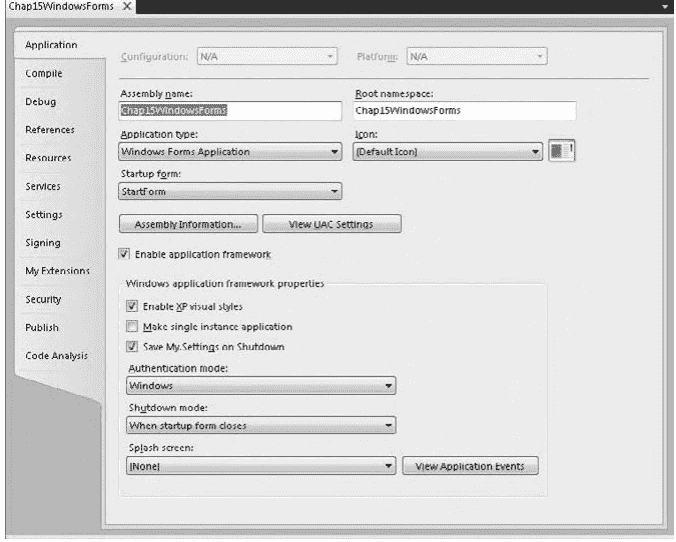 Chap15WindowsForms X
Application
Compile
Debug
References
Resources
Services
Settings
Signing
My Extensions
Security
Publish
Code Analysis
Configuration: N/A Platform: N/A
Assembly name: Root namespace:
Chap15WindowsForms Chap15WindowsForms
Application type: Icon:
Windows Forms Application (Default Icon)
Startup form:
StartForm
Assembly Information... View UAC Settings
Enable application framework
Windows application framework properties
Enable XP visual styles
Make single instance application
Save My.Settings on Shutdown
Authentication mode:
Windows
Shutdown mode:
When startup form closes
Splash screen:
(None) View Application Events